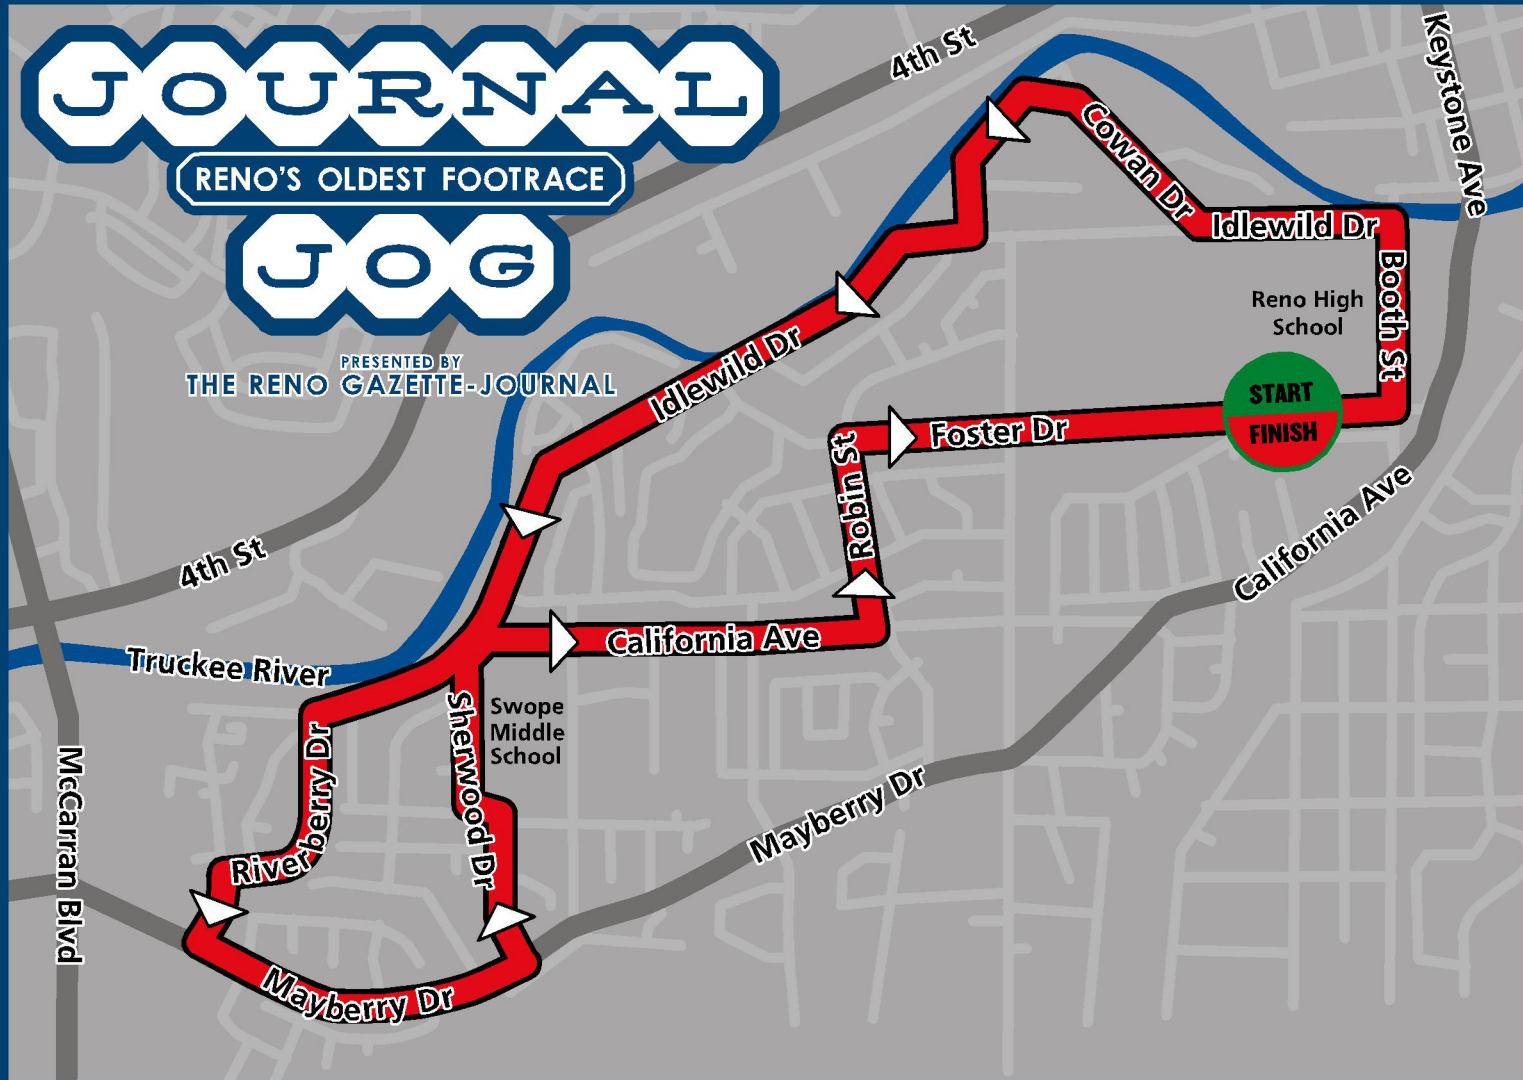 JOURNAL
RENO'S OLDEST FOOTRACE
JOG
PRESENTED BY
THE RENO GAZETTE-JOURNAL
4th St
Keystone Ave
Cowan Dr
Idlewild Dr
Booth St
Reno High
School
START
FINISH
Idlewild Dr
Foster Dr
Robin St
California Ave
4th St
Truckee River
California Ave
Swope
Middle
School
Sherwood Dr
Riverberry Dr
McCarran Blvd
Mayberry Dr
Mayberry Dr